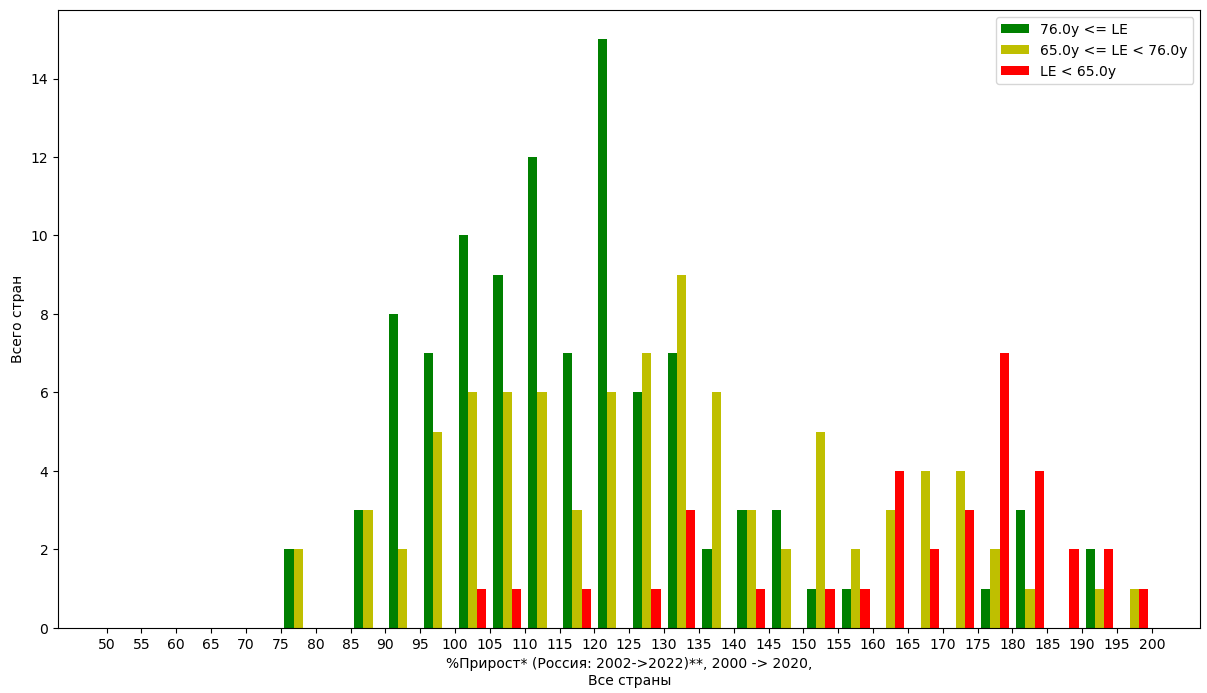 76.0y <= LE
65.0y <= LE < 76.0y
LE < 65.0y
14
12
10
8
6
4
2
0
Всего стран
50 55 60 65 70 75 80 85 90 95 100 105 110 115 120 125 130 135 140 145 150 155 160 165 170 175 180 185 190 195 200
%Прирост* (Россия: 2002->2022)**, 2000 -> 2020,
Все страны